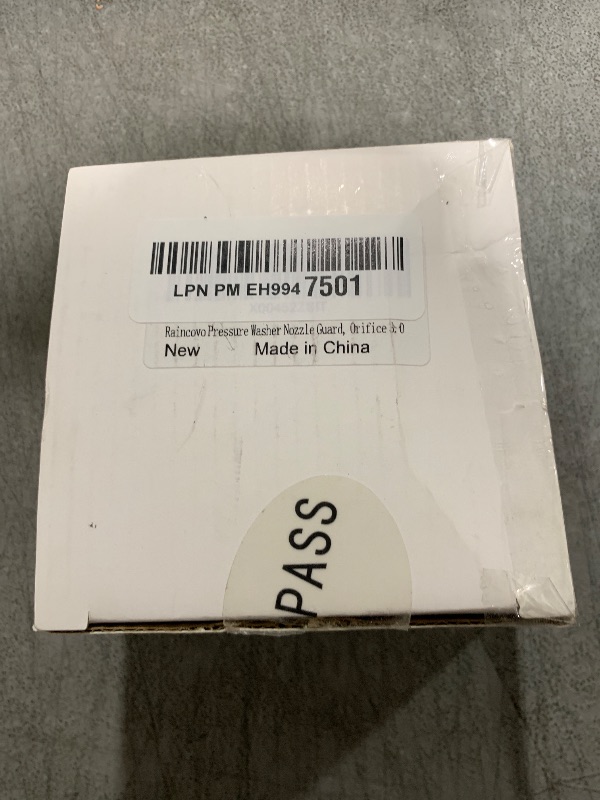 LPN PM EH994 7501
Raincovo Pressure Washer Nozzle Guard, Orifice 3.0
New Made in China
PASS